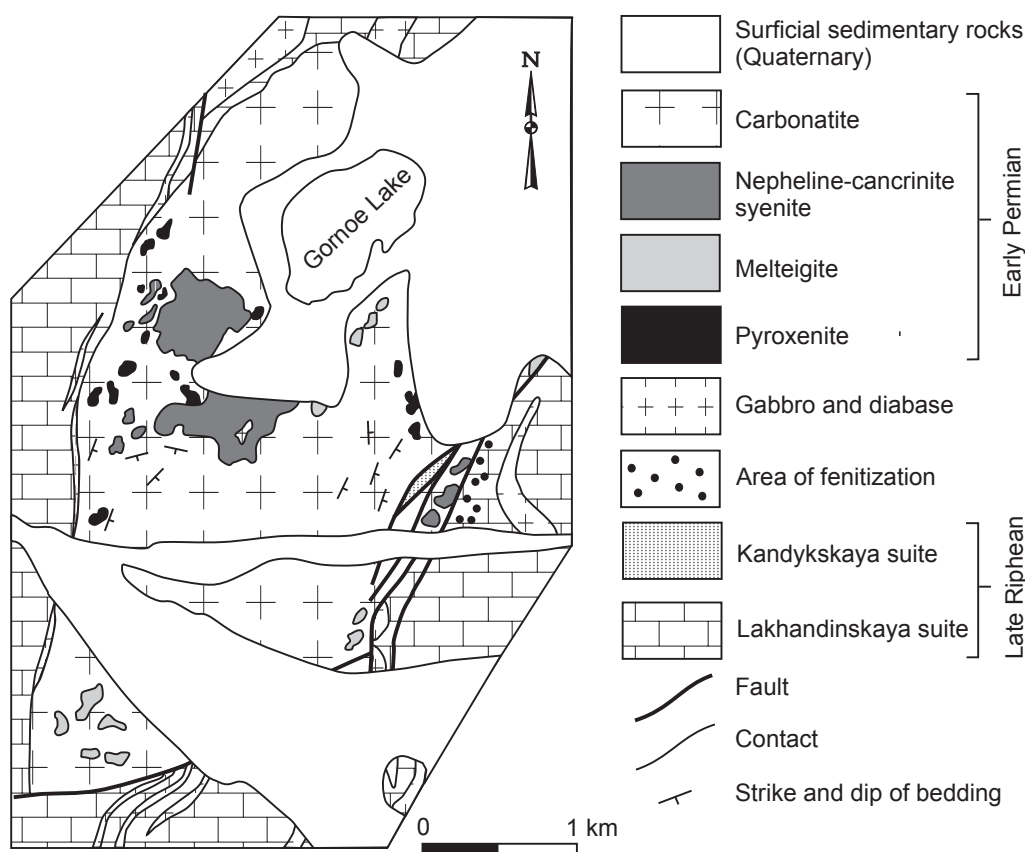 N
Gornoe Lake
0 1 km
Surficial sedimentary rocks
(Quaternary)
Carbonatite
Nepheline-cancrinite
syenite
Melteigite
Pyroxenite
Early Permian
Gabbro and diabase
Area of fenitization
Kandykskaya suite
Lakhandinskaya suite
Late Riphean
Fault
Contact
Strike and dip of bedding